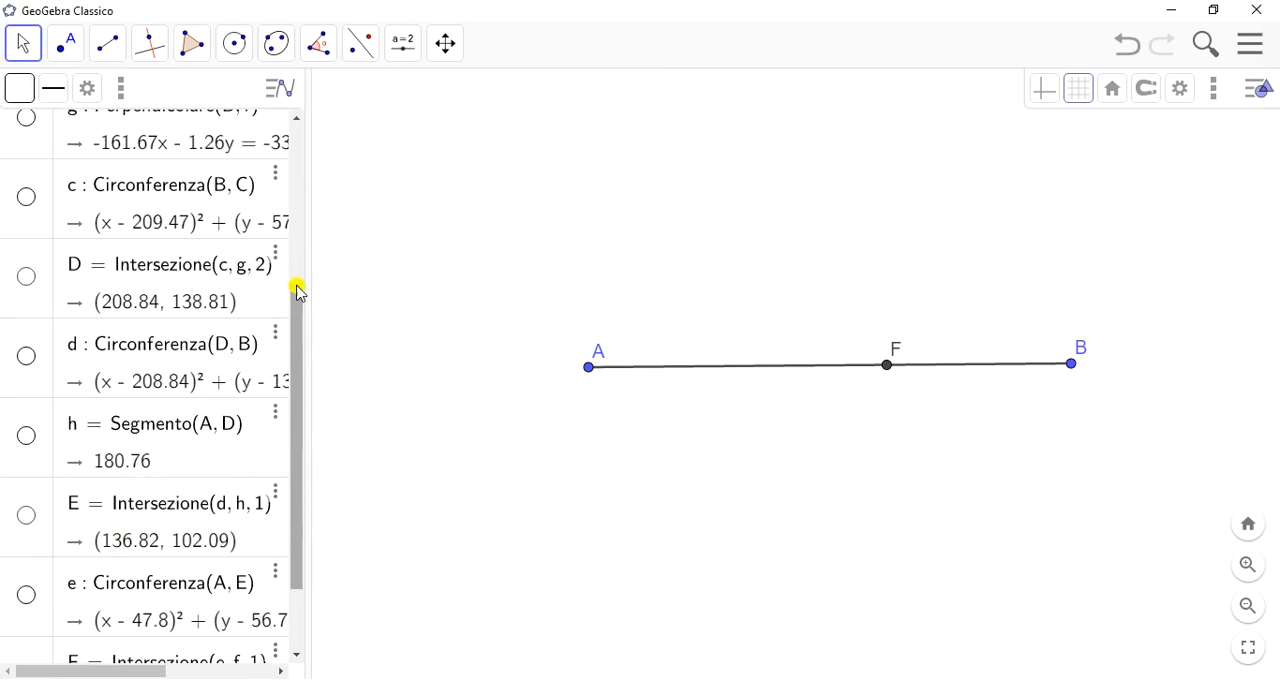 GeoGebra Classico
A
a=2
→ -161.67x - 1.26y = -33
c : Circonferenza(B, C)
→ (x - 209.47)² + (y - 57
D = Intersezione(c, g, 2)
→ (208.84, 138.81)
d : Circonferenza(D, B)
→ (x - 208.84)² + (y - 13
h = Segmento(A, D)
→ 180.76
E = Intersezione(d, h, 1)
→ (136.82, 102.09)
e : Circonferenza(A, E)
→ (x - 47.8)² + (y - 56.7
F = Intersezione(e, f, 1)
A
F
B